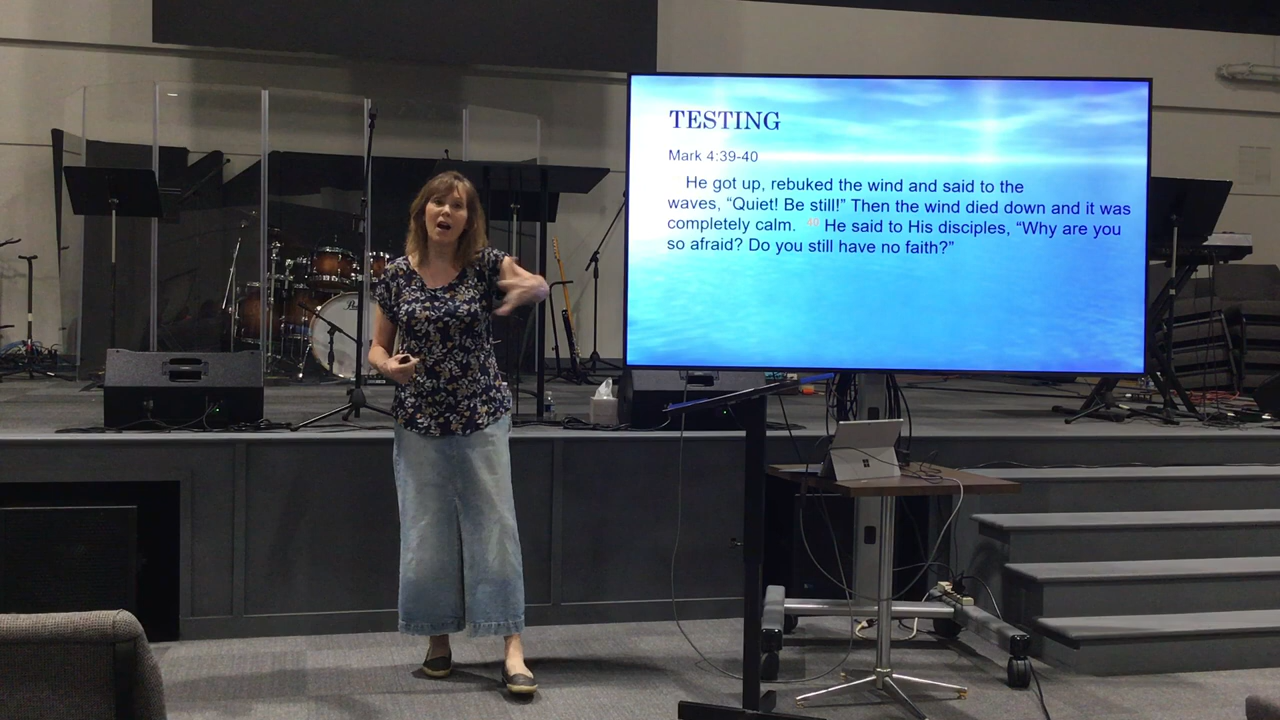 TESTING
Mark 4:39-40
He got up, rebuked the wind and said to the
waves, “Quiet! Be still!” Then the wind died down and it was
completely calm. 40 He said to His disciples, “Why are you
so afraid? Do you still have no faith?”